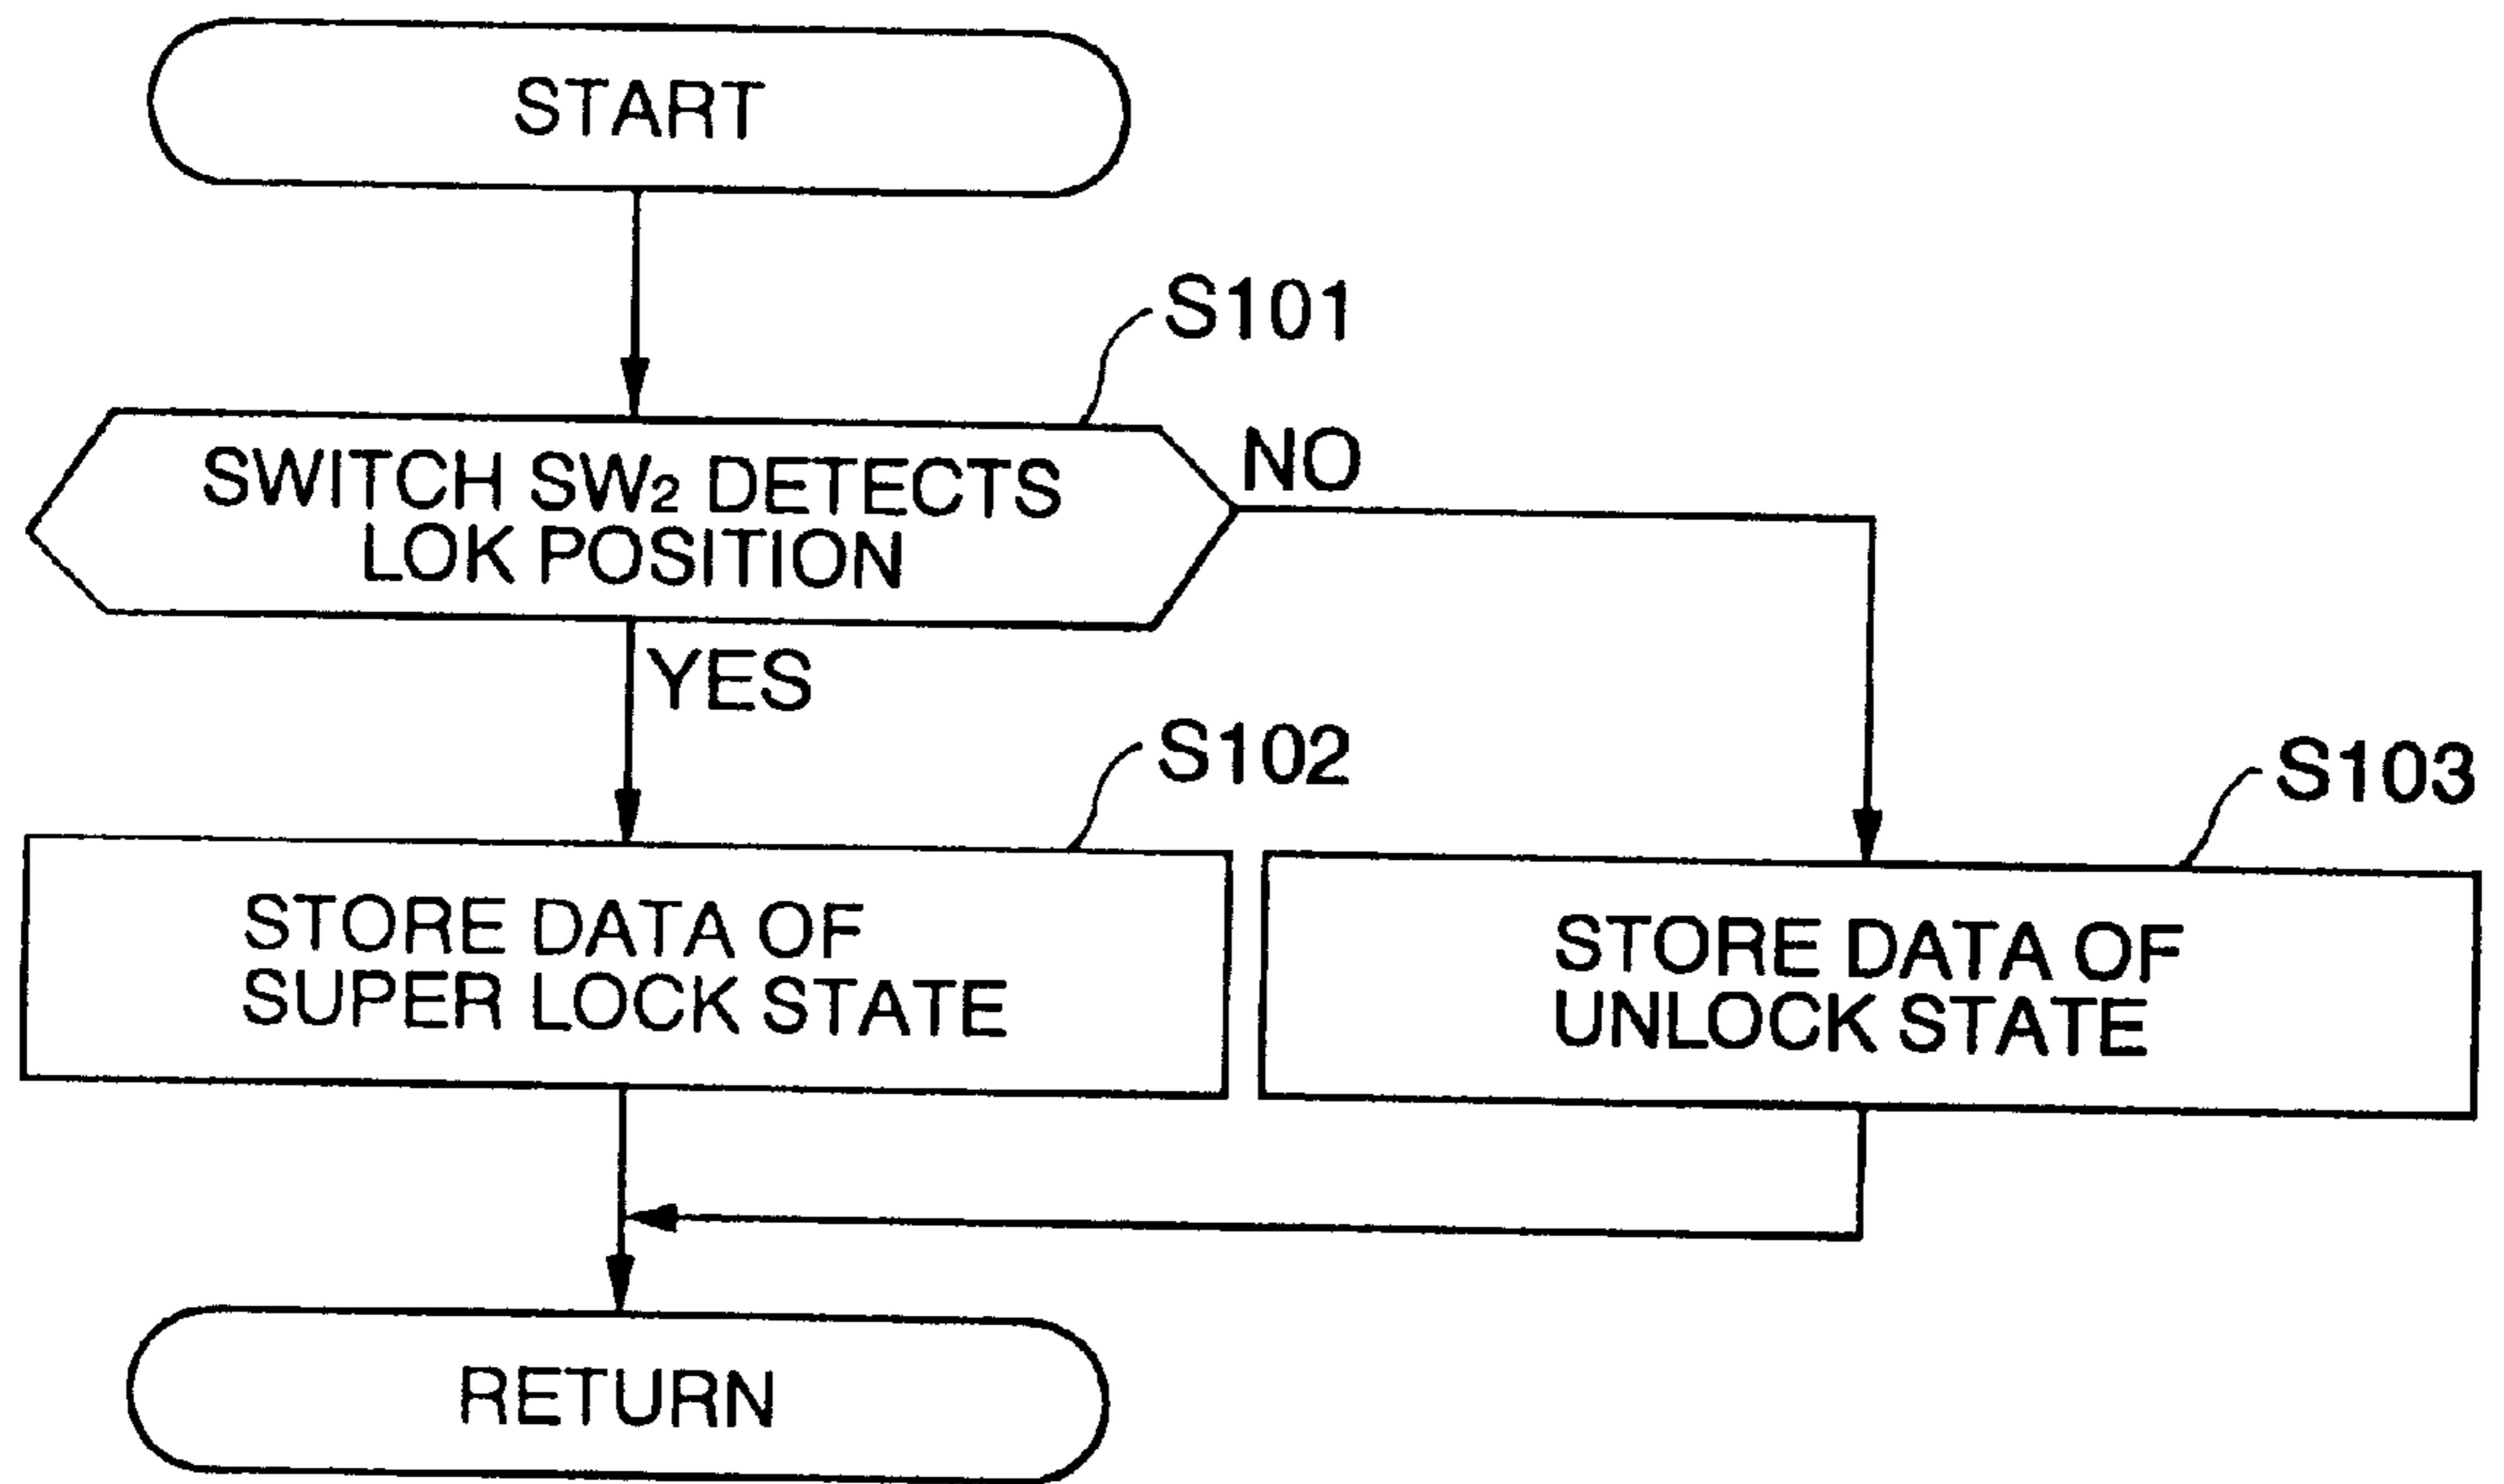 START
S101
SWITCH SW2 DETECTS
LOK POSITION
NO
YES
S102
S103
STORE DATA OF
SUPER LOCK STATE
STORE DATA OF
UNLOCK STATE
RETURN